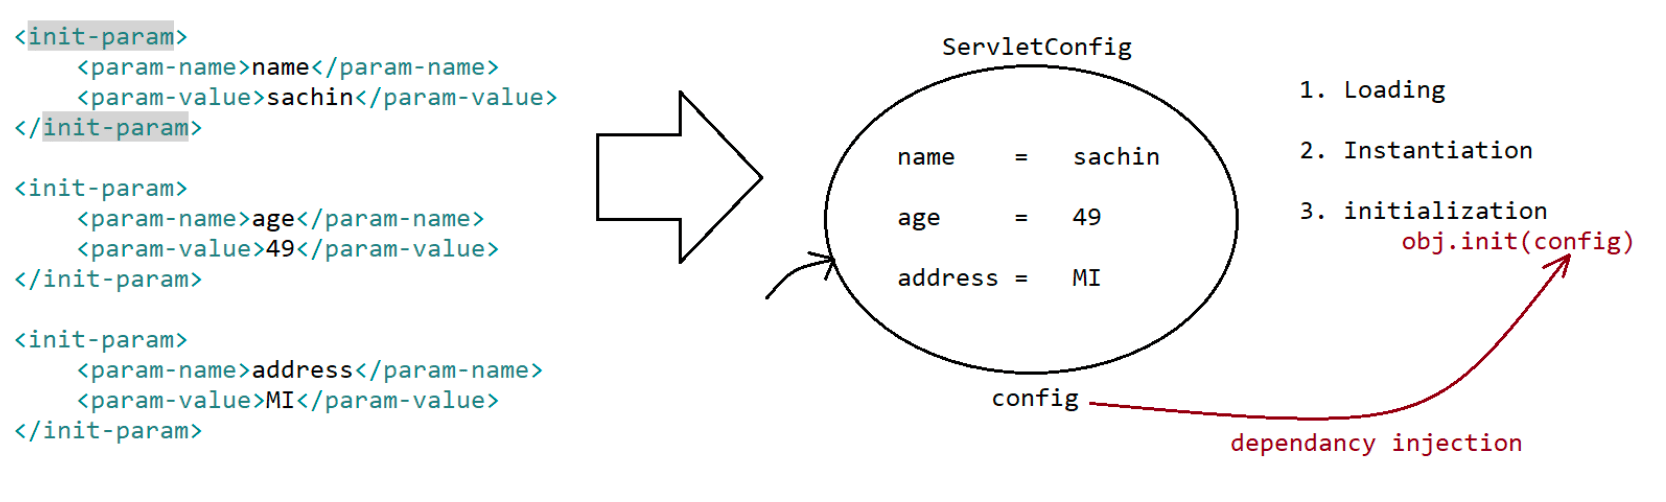 <init-param>
<param-name>name</param-name>
<param-value>sachin</param-value>
</init-param>
<init-param>
<param-name>age</param-name>
<param-value>49</param-value>
</init-param>
<init-param>
<param-name>address</param-name>
<param-value>MI</param-value>
</init-param>
ServletConfig
name = sachin
age = 49
address = MI
config
1. Loading
2. Instantiation
3. initialization
obj.init(config)
dependancy injection